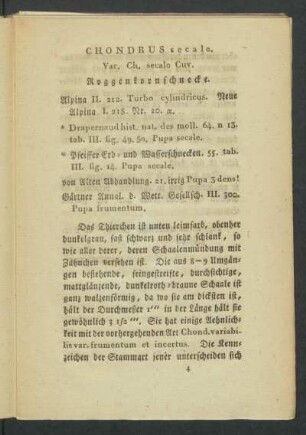 CHONDRUS secale.
Var. Ch. secale Cuv.
Roggenkornschnecke.
Alpina II. 212. Turbo cylindricus. Neue
Alpina I. 218. Nr. 20. α.
* Drapernaud hist. nat. des moll. 64. n 13.
tab. III. fig. 49. 50. Pupa secale.
* Pfeiffer Erd- und Wasserschnecken. 55. tab.
III. fig. 14. Pupa secale.
von Alten Abhandlung. 21. irrig Pupa 3 dens!
Gärtner Annal. d. Wett. Gesellsch. III. 300.
Pupa frumentum.
Das Thierchen ist unten leimfarb, obenher
dunkelgrau, fast schwarz und sehr schlank, so
wie aller derer, deren Schaalenmündung mit
Zähnchen versehen ist. Die aus 8–9 Umgän-
gen bestehende, feingestreifte, durchsichtige,
mattglänzende, dunkelroth-braune Schaale ist
ganz walzenförmig, da wo sie am dicksten ist,
hält der Durchmesser 1''' in der Länge hält sie
gewöhnlich 3 1/2 '''. Sie hat einige Aehnlich-
keit mit der vorhergehenden Art Chond. variabi-
lis var. frumentum et incertus. Die Kenn-
zeichen der Stammart jener unterscheiden sich
4